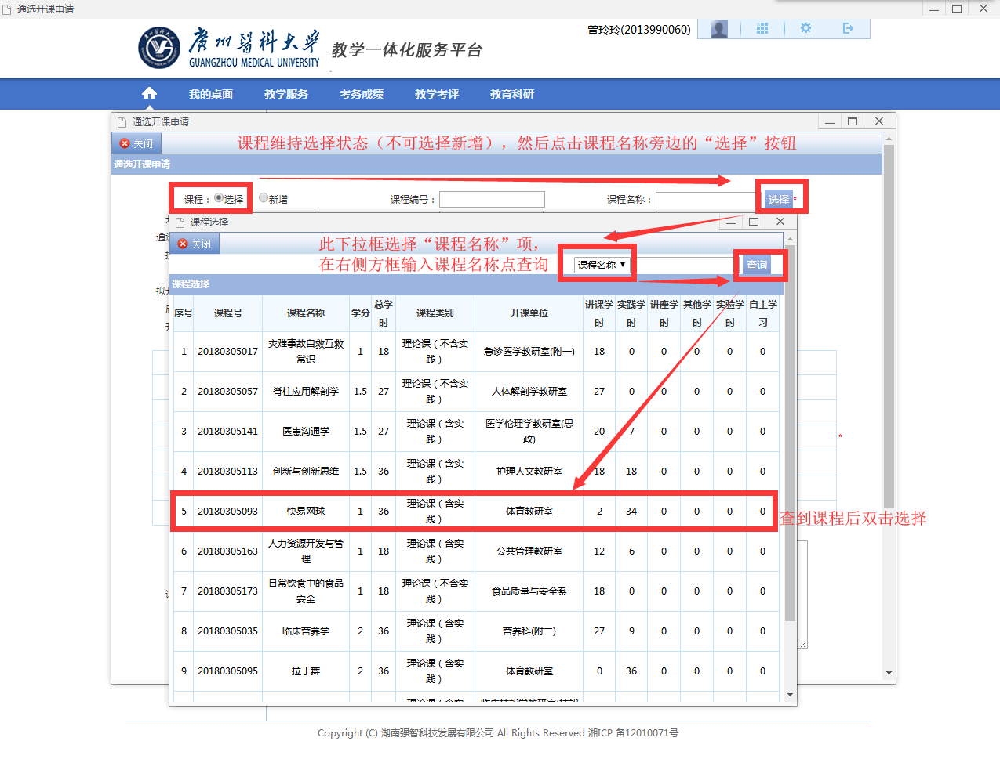 通选开课申请
曾玲玲(2013990060)
廣州醫科大學
GUANGZHOU MEDICAL UNIVERSITY
教学一体化服务平台
我的桌面 教学服务 考务成绩 教学考评 教育科研
通选开课申请
关闭
课程维持选择状态（不可选择新增），然后点击课程名称旁边的“选择”按钮
通选开课申请
课程： 选择 新增 课程编号： 课程名称： 选择 *
课程选择
关闭
此下拉框选择“课程名称”项，
在右侧方框输入课程名称点查询
课程名称 查询
课程选择
序号 课程号 课程名称 学分 总学时 课程类别 开课单位 讲课学时 实践学时 讲座学时 其他学时 实验学时 自主学习
1 20180305017 灾难事故自救互救常识 1 18 理论课（不含实践） 急诊医学教研室(附一) 18 0 0 0 0 0
2 20180305057 脊柱应用解剖学 1.5 27 理论课（不含实践） 人体解剖学教研室 27 0 0 0 0 0
3 20180305141 医患沟通学 1.5 27 理论课（含实践） 医学伦理学教研室(思政) 20 7 0 0 0 0
*
4 20180305113 创新与创新思维 1.5 36 理论课（含实践） 护理人文教研室 18 18 0 0 0 0
5 20180305093 快易网球 1 36 理论课（含实践） 体育教研室 2 34 0 0 0 0
查到课程后双击选择
6 20180305163 人力资源开发与管理 1 18 理论课（含实践） 公共管理教研室 12 6 0 0 0 0
7 20180305173 日常饮食中的食品安全 1 18 理论课（不含实践） 食品质量与安全系 18 0 0 0 0 0
8 20180305035 临床营养学 2 36 理论课（含实践） 营养科(附二) 27 9 0 0 0 0
9 20180305095 拉丁舞 2 36 理论课（含实践） 体育教研室 0 36 0 0 0 0
Copyright (C) 湖南强智科技发展有限公司 All Rights Reserved 湘ICP 备12010071号